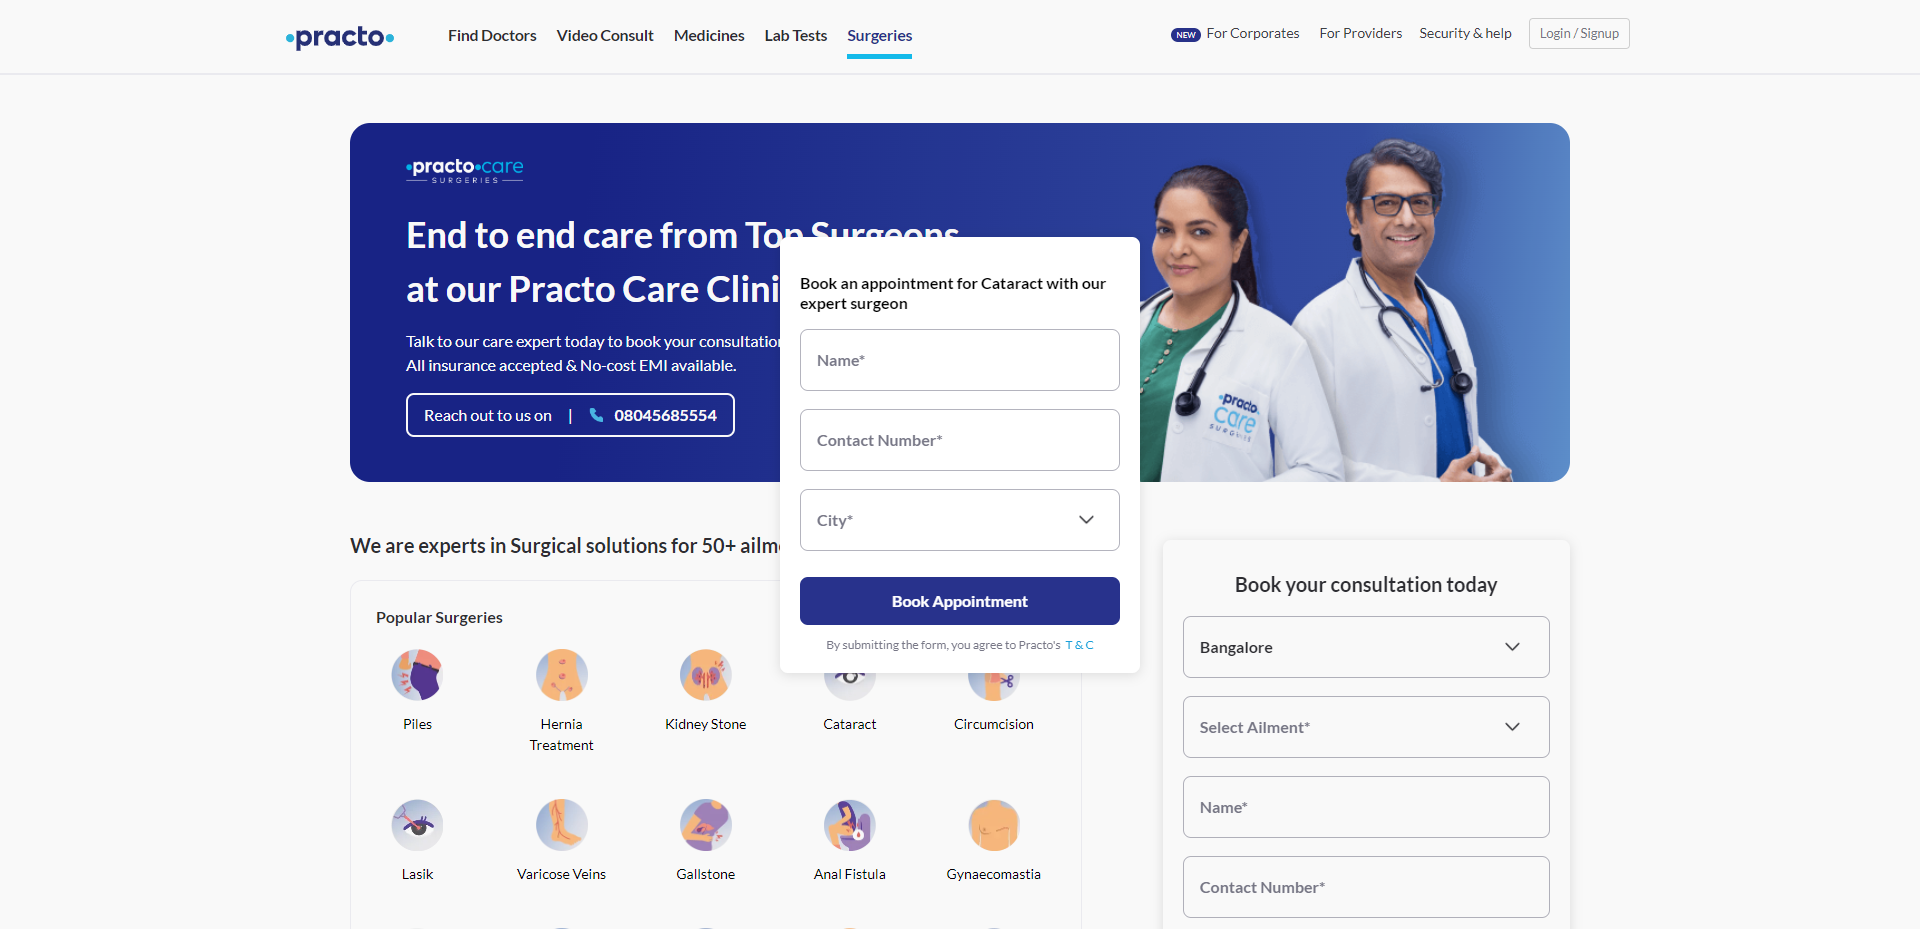 practo
Find Doctors
Video Consult
Medicines
Lab Tests
Surgeries
NEW For Corporates
For Providers
Security & help
Login / Signup
practo care
SURGERIES
End to end care from Top Surgeons
at our Practo Care Clini
Talk to our care expert today to book your consultation
All insurance accepted & No-cost EMI available.
Reach out to us on | 08045685554
practo
care
SURGERIES
Book an appointment for Cataract with our
expert surgeon
Name*
Contact Number*
City*
Book Appointment
By submitting the form, you agree to Practo's T & C
We are experts in Surgical solutions for 50+ ailm
Popular Surgeries
Piles
Hernia
Treatment
Kidney Stone
Cataract
Circumcision
Lasik
Varicose Veins
Gallstone
Anal Fistula
Gynaecomastia
Book your consultation today
Bangalore
Select Ailment*
Name*
Contact Number*